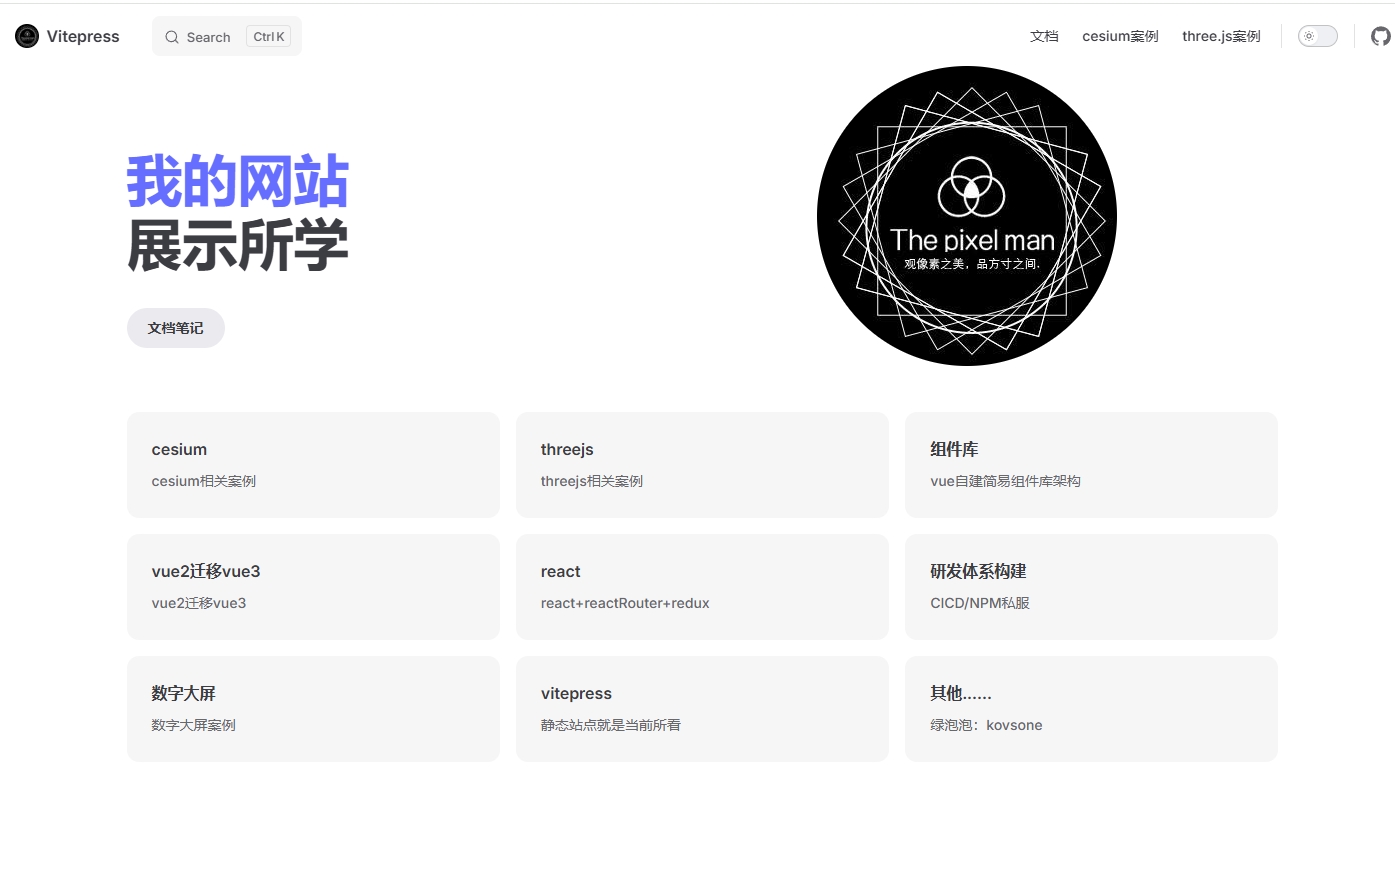 Vitepress
Search Ctrl K
文档 cesium案例 three.js案例
我的网站
展示所学
文档笔记
The pixel man
观像素之美，品方寸之间.
cesium
cesium相关案例
threejs
threejs相关案例
组件库
vue自建简易组件库架构
vue2迁移vue3
vue2迁移vue3
react
react+reactRouter+redux
研发体系构建
CICD/NPM私服
数字大屏
数字大屏案例
vitepress
静态站点就是当前所看
其他......
绿泡泡：kovsone